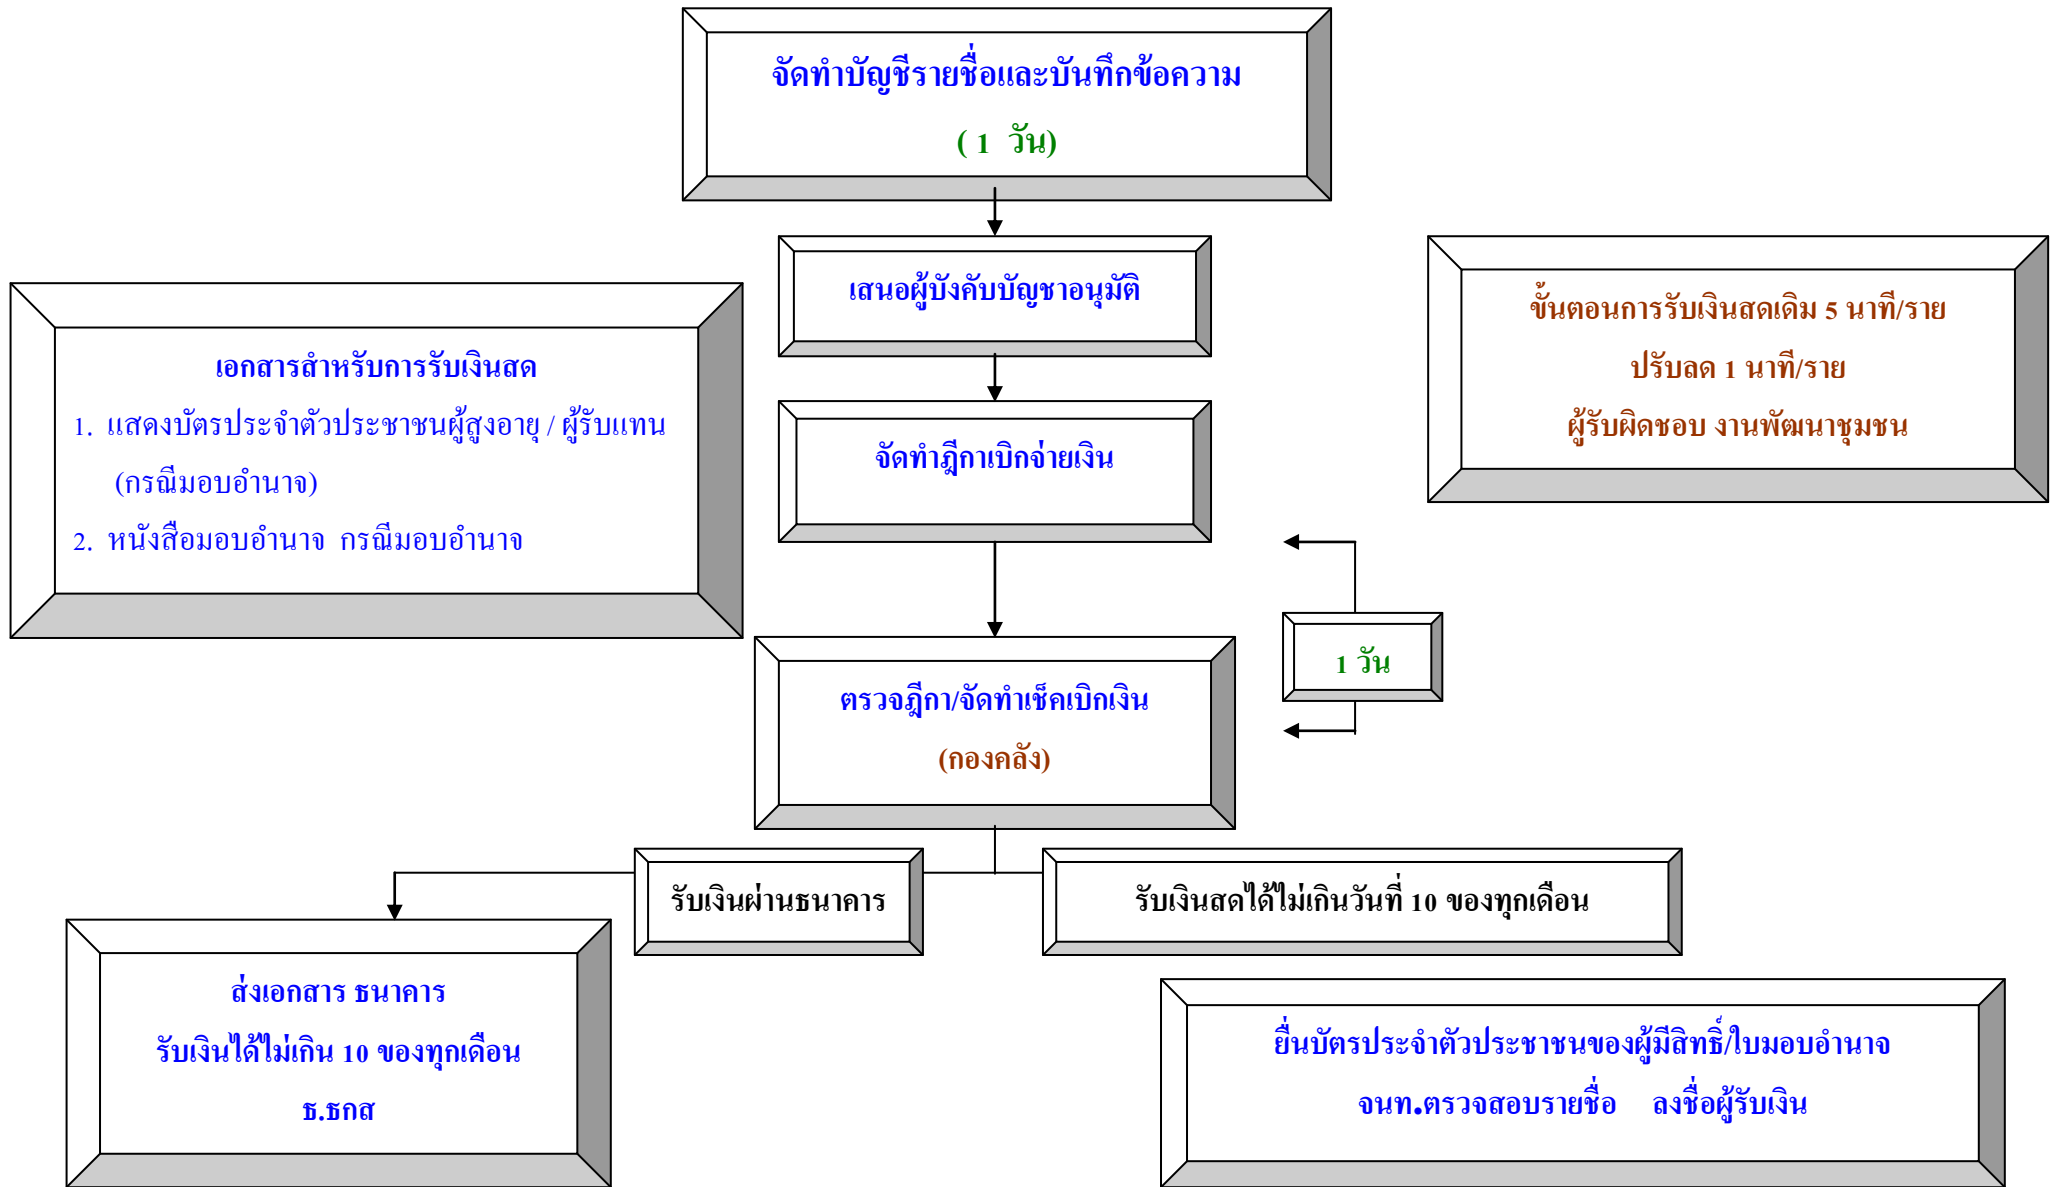 จัดทำบัญชีรายชื่อและบันทึกข้อความ
( 1 วัน)
เสนอผู้บังคับบัญชาอนุมัติ
ขั้นตอนการรับเงินสดเดิม 5 นาที/ราย
ปรับลด 1 นาที/ราย
ผู้รับผิดชอบ งานพัฒนาชุมชน
เอกสารสำหรับการรับเงินสด
1. แสดงบัตรประจำตัวประชาชนผู้สูงอายุ / ผู้รับแทน
(กรณีมอบอำนาจ)
2. หนังสือมอบอำนาจ กรณีมอบอำนาจ
จัดทำฎีกาเบิกจ่ายเงิน
1 วัน
ตรวจฎีกา/จัดทำเช็คเบิกเงิน
(กองคลัง)
รับเงินผ่านธนาคาร
รับเงินสดได้ไม่เกินวันที่ 10 ของทุกเดือน
ส่งเอกสาร ธนาคาร
รับเงินได้ไม่เกิน 10 ของทุกเดือน
ธ.ธกส
ยื่นบัตรประจำตัวประชาชนของผู้มีสิทธิ์/ใบมอบอำนาจ
จนท.ตรวจสอบรายชื่อ ลงชื่อผู้รับเงิน